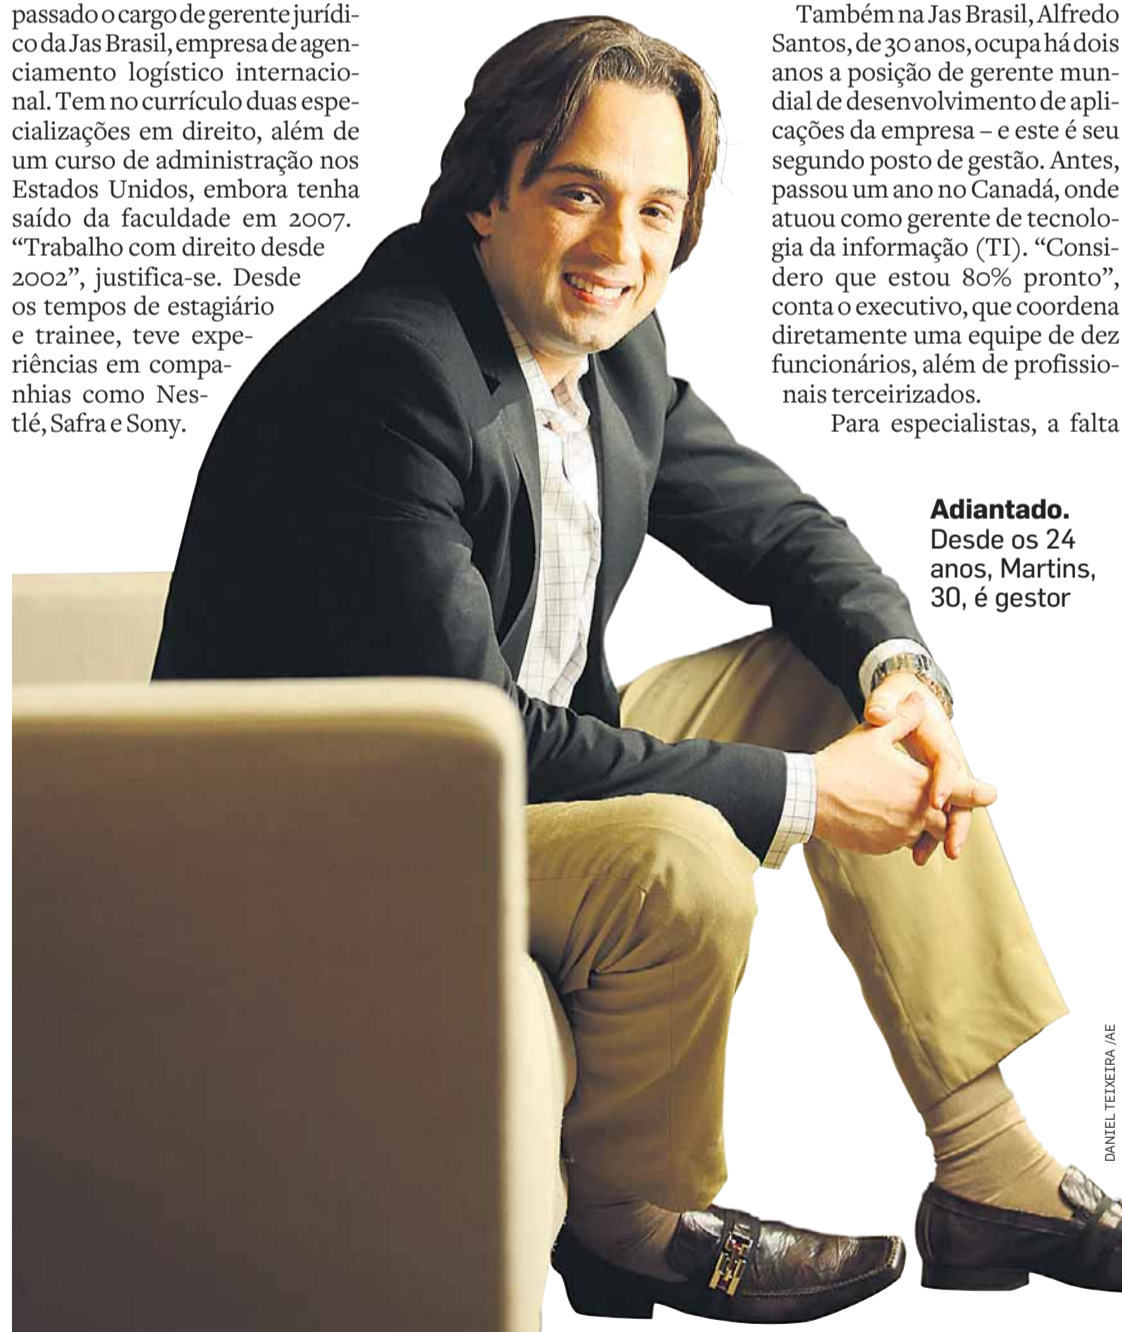 passado o cargo de gerente jurídi-
co da Jas Brasil, empresa de agen-
ciamento logístico internacio-
nal. Tem no currículo duas espe-
cializações em direito, além de
um curso de administração nos
Estados Unidos, embora tenha
saído da faculdade em 2007.
“Trabalho com direito desde
2002”, justifica-se. Desde
os tempos de estagiário
e trainee, teve expe-
riências em compa-
nhias como Nes-
tlé, Safra e Sony.
Também na Jas Brasil, Alfredo
Santos, de 30 anos, ocupa há dois
anos a posição de gerente mun-
dial de desenvolvimento de apli-
cações da empresa – e este é seu
segundo posto de gestão. Antes,
passou um ano no Canadá, onde
atuou como gerente de tecnolo-
gia da informação (TI). “Consi-
dero que estou 80% pronto”,
conta o executivo, que coordena
diretamente uma equipe de dez
funcionários, além de profissio-
nais terceirizados.
Para especialistas, a falta
Adiantado.
Desde os 24
anos, Martins,
30, é gestor
DANIEL TEIXEIRA /AE